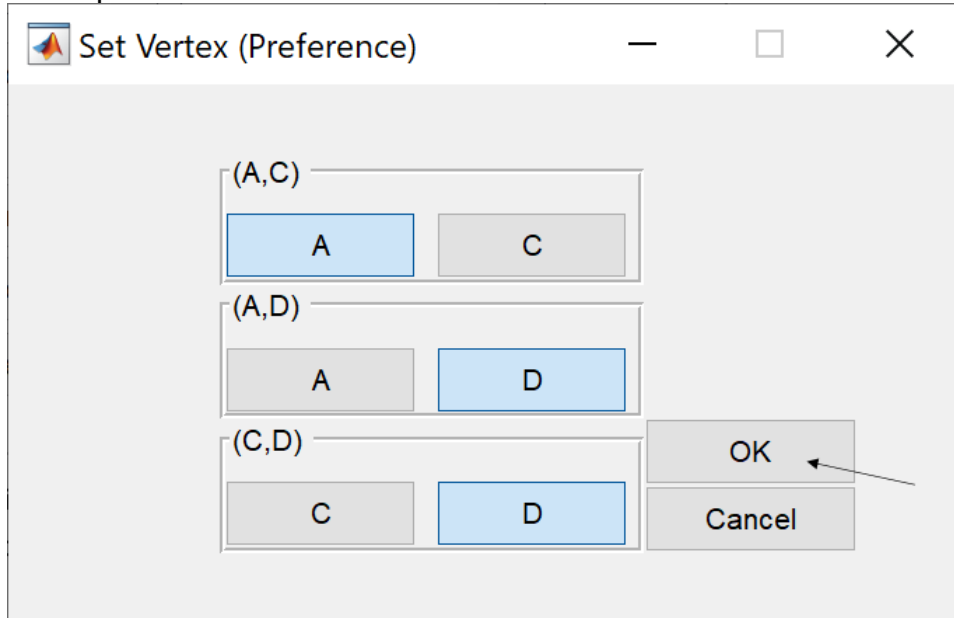 Set Vertex (Preference)
(A,C)
A C
(A,D)
A D
(C,D)
C D
OK
Cancel